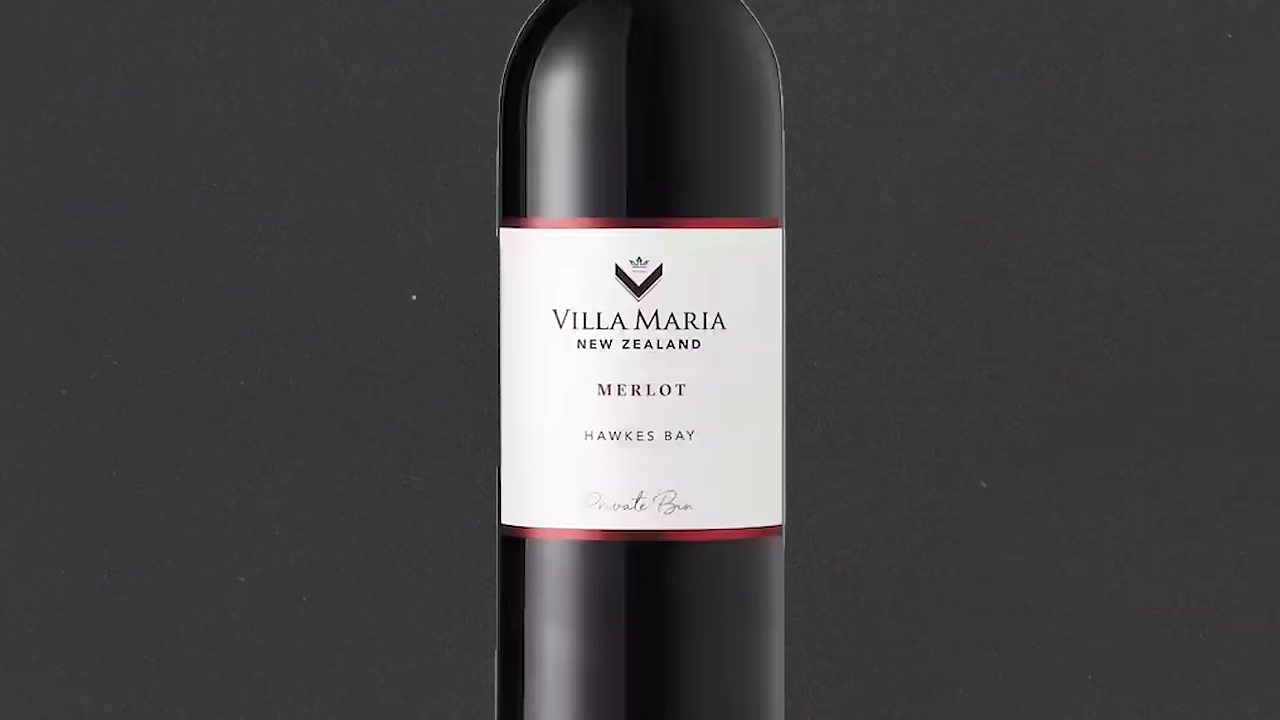 VILLA MARIA
NEW ZEALAND
MERLOT
HAWKES BAY
Private Bin